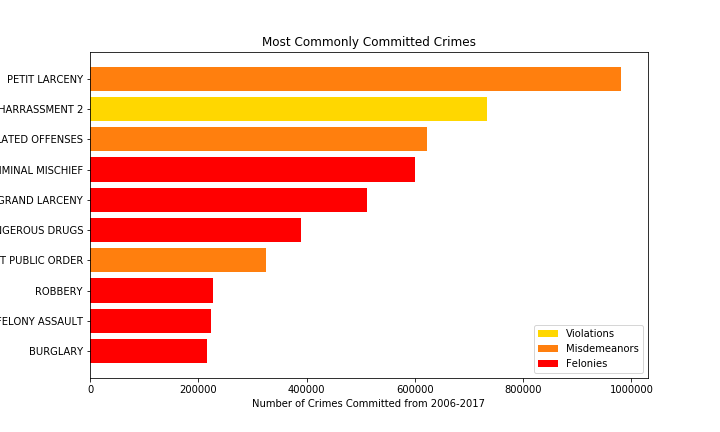 Most Commonly Committed Crimes
PETIT LARCENY
HARRASSMENT 2
LATED OFFENSES
IMINAL MISCHIEF
GRAND LARCENY
NGEROUS DRUGS
T PUBLIC ORDER
ROBBERY
FELONY ASSAULT
BURGLARY
Violations
Misdemeanors
Felonies
0 200000 400000 600000 800000 1000000
Number of Crimes Committed from 2006-2017